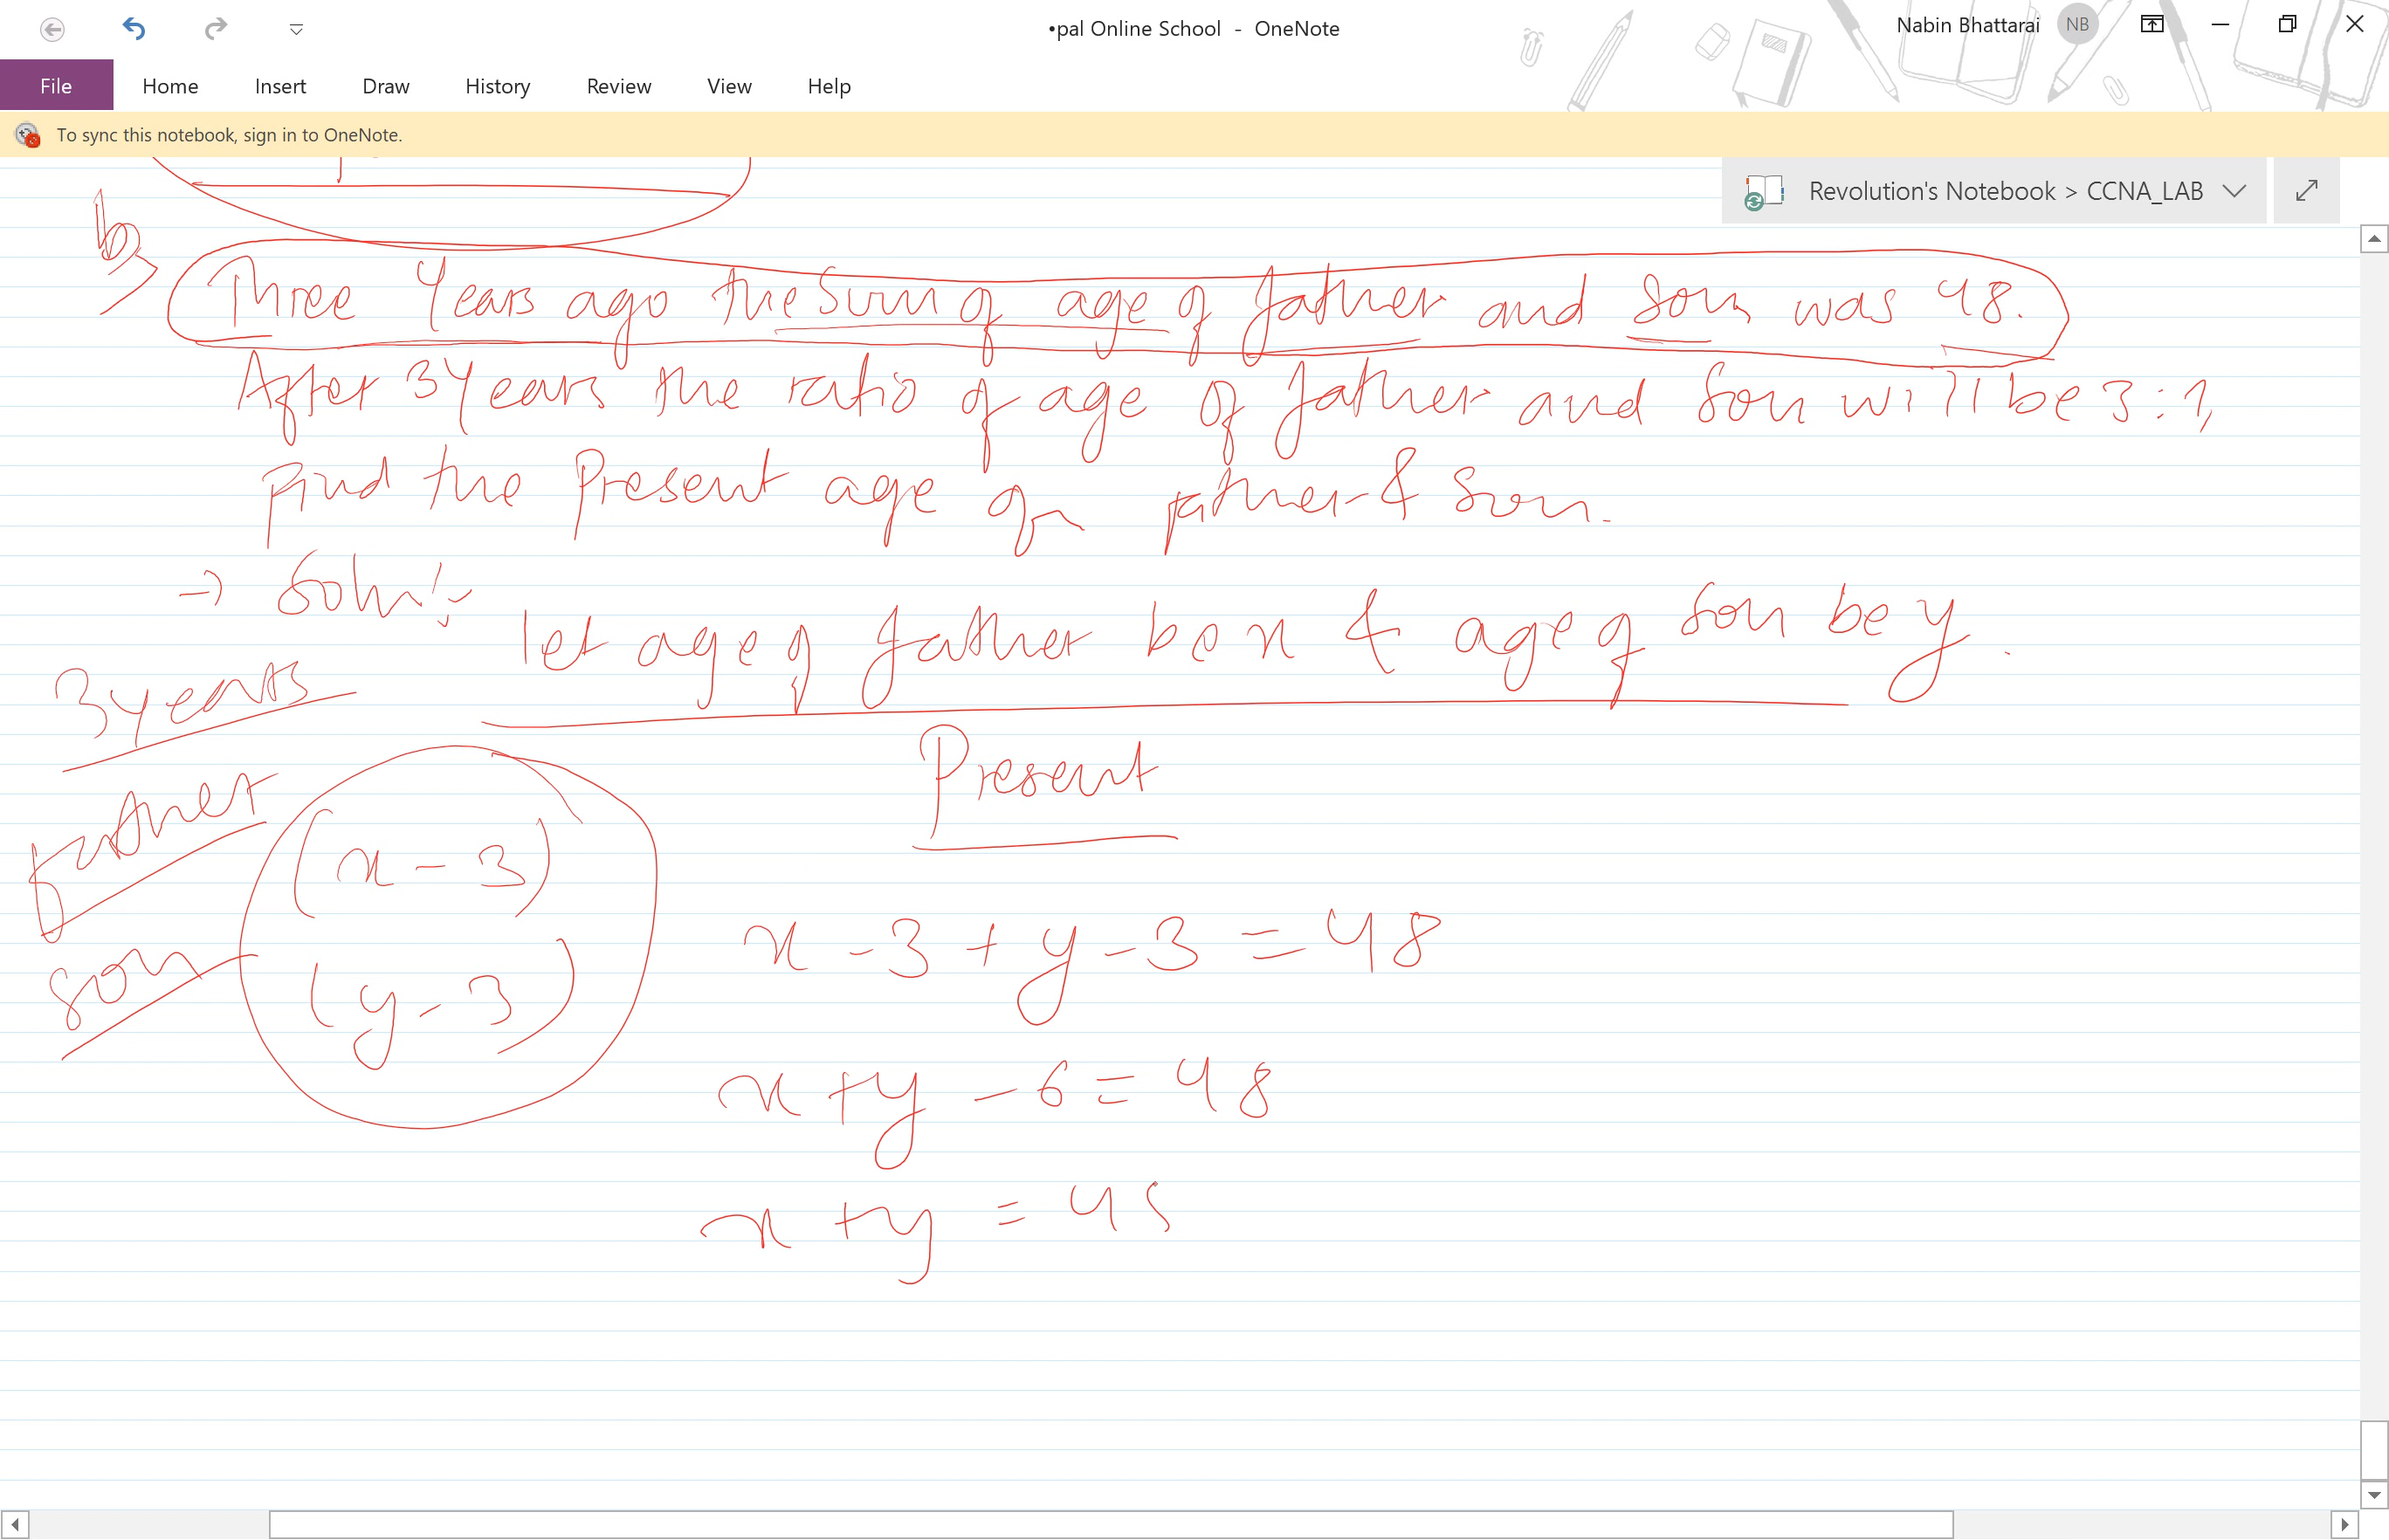 •pal Online School - OneNote
Nabin Bhattarai NB
File Home Insert Draw History Review View Help
To sync this notebook, sign in to OneNote.
Revolution's Notebook > CCNA_LAB
b)
Three Years ago the sum of age of father and son was 48.
After 3 Years the ratio of age of father and son will be 3:1,
Find the Present age of father & son.
→ Soln:-
let age of father be x & age of son be y.
3 years
Present
father (x - 3)
x - 3 + y - 3 = 48
son (y - 3)
x + y - 6 = 48
x + y = 4